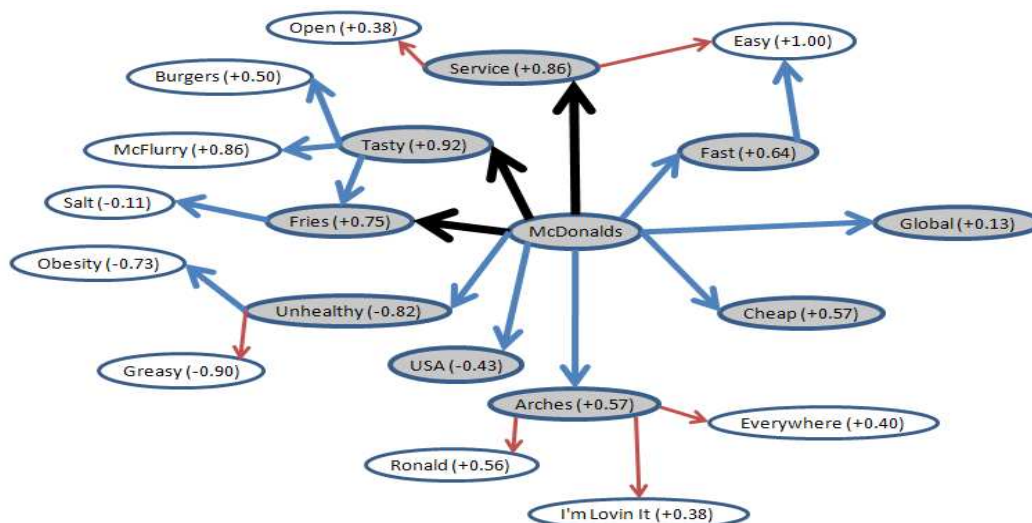 Open (+0.38)
Easy (+1.00)
Service (+0.86)
Burgers (+0.50)
McFlurry (+0.86)
Tasty (+0.92)
Fast (+0.64)
Salt (-0.11)
Fries (+0.75)
McDonalds
Global (+0.13)
Obesity (-0.73)
Unhealthy (-0.82)
Cheap (+0.57)
USA (-0.43)
Greasy (-0.90)
Arches (+0.57)
Everywhere (+0.40)
Ronald (+0.56)
I'm Lovin It (+0.38)